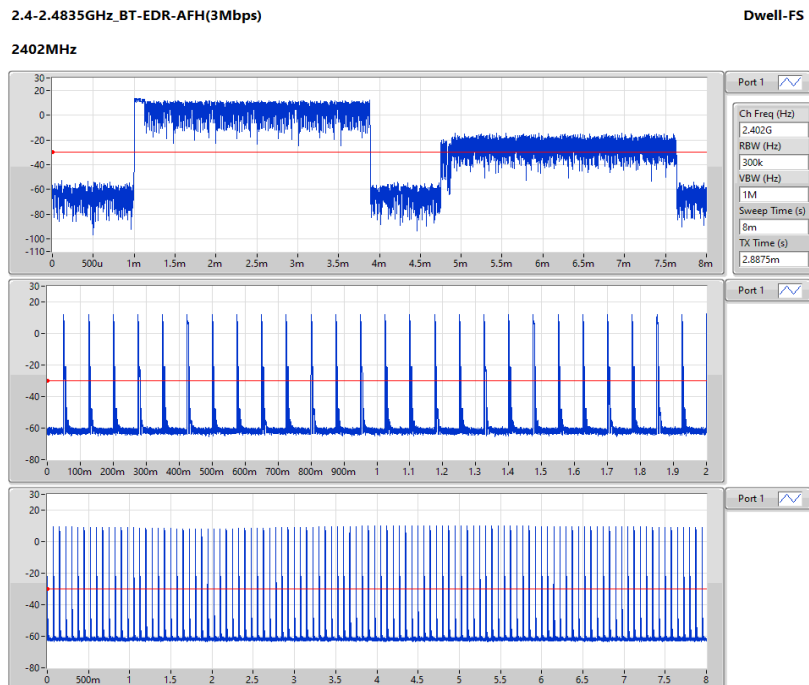 2.4-2.4835GHz_BT-EDR-AFH(3Mbps) Dwell-FS
2402MHz
30
20
0
-20
-40
-60
-80
-100
-110
0 500u 1m 1.5m 2m 2.5m 3m 3.5m 4m 4.5m 5m 5.5m 6m 6.5m 7m 7.5m 8m
Port 1
Ch Freq (Hz)
2.402G
RBW (Hz)
300k
VBW (Hz)
1M
Sweep Time (s)
8m
TX Time (s)
2.8875m
30
20
0
-20
-40
-60
-80
0 100m 200m 300m 400m 500m 600m 700m 800m 900m 1 1.1 1.2 1.3 1.4 1.5 1.6 1.7 1.8 1.9 2
Port 1
30
20
0
-20
-40
-60
-80
0 500m 1 1.5 2 2.5 3 3.5 4 4.5 5 5.5 6 6.5 7 7.5 8
Port 1